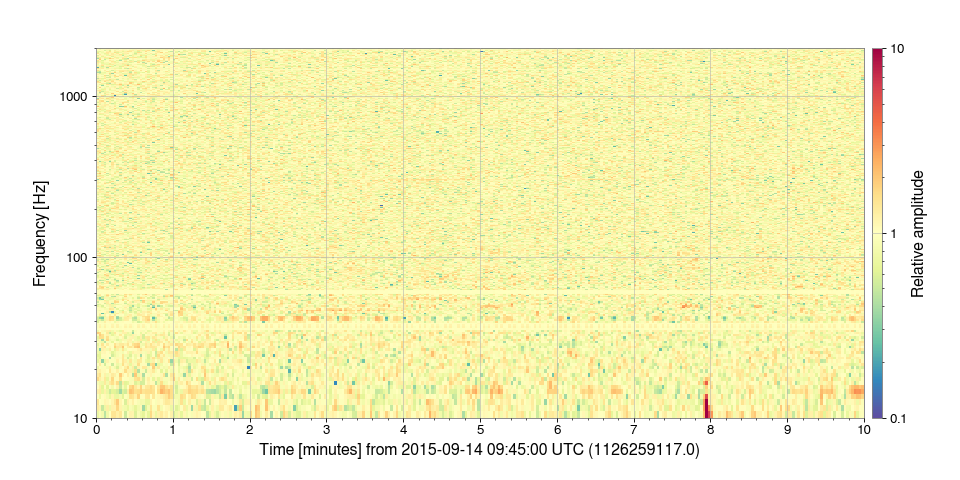 10
1000
Frequency [Hz]
Relative amplitude
1
100
10
0.1
0 1 2 3 4 5 6 7 8 9 10
Time [minutes] from 2015-09-14 09:45:00 UTC (1126259117.0)